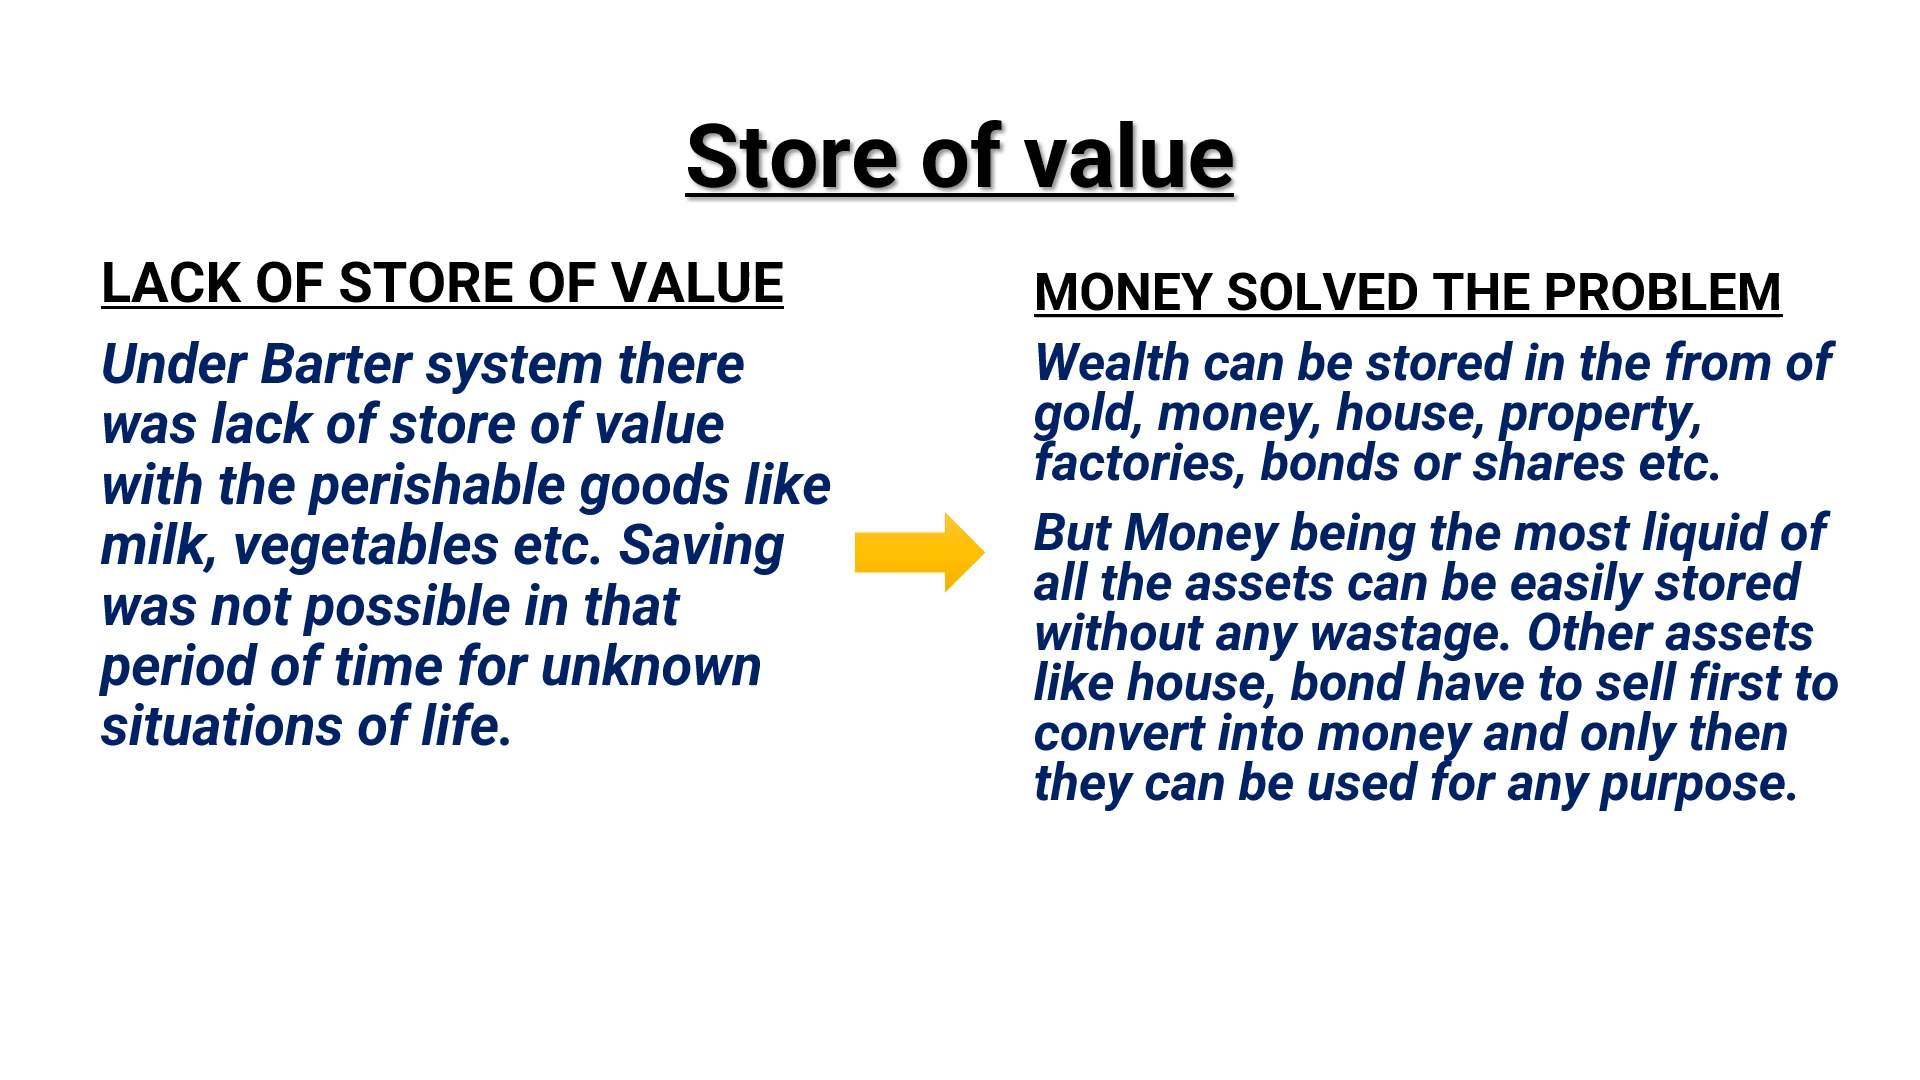 Store of value
LACK OF STORE OF VALUE
Under Barter system there
was lack of store of value
with the perishable goods like
milk, vegetables etc. Saving
was not possible in that
period of time for unknown
situations of life.
MONEY SOLVED THE PROBLEM
Wealth can be stored in the from of
gold, money, house, property,
factories, bonds or shares etc.
But Money being the most liquid of
all the assets can be easily stored
without any wastage. Other assets
like house, bond have to sell first to
convert into money and only then
they can be used for any purpose.